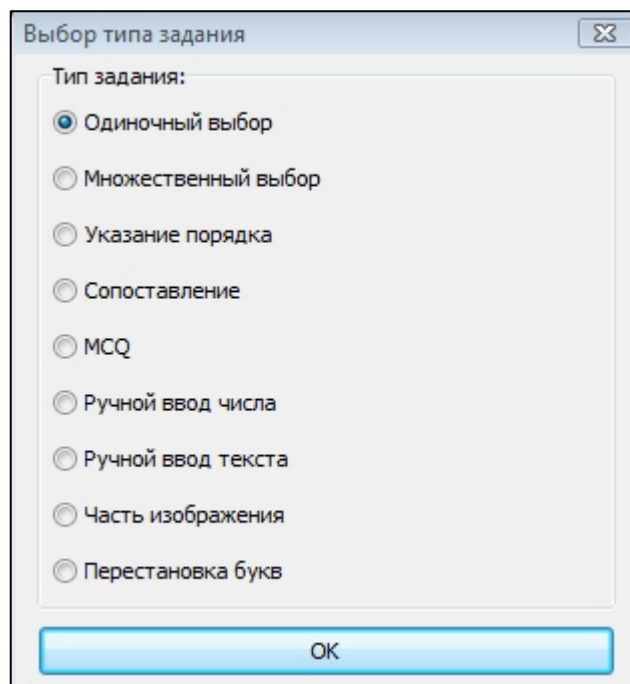 Выбор типа задания
Тип задания:
Одиночный выбор
Множественный выбор
Указание порядка
Сопоставление
MCQ
Ручной ввод числа
Ручной ввод текста
Часть изображения
Перестановка букв
OK